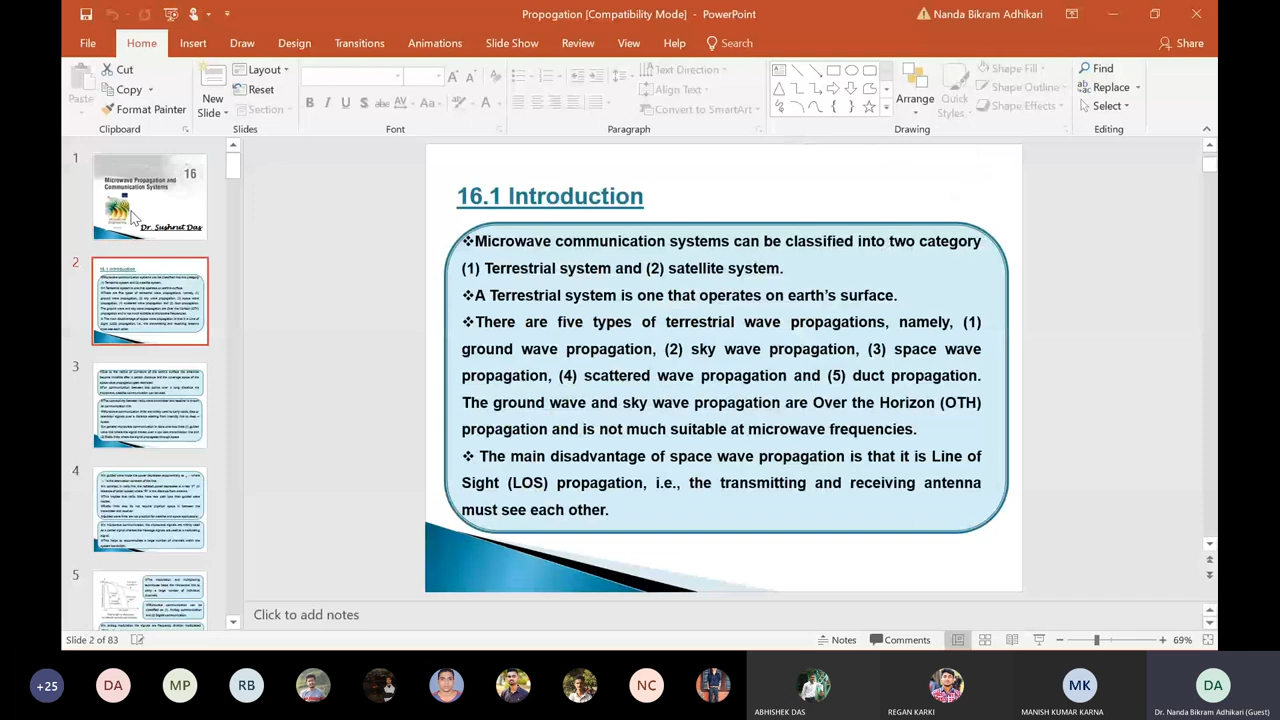 Propogation [Compatibility Mode] - PowerPoint
Nanda Bikram Adhikari
File Home Insert Draw Design Transitions Animations Slide Show Review View Help Search Share
Paste
Cut
Copy
Format Painter
Clipboard
New Slide
Layout
Reset
Section
Slides
B I U S abc AV Aa A
Font
Text Direction
Align Text
Convert to SmartArt
Paragraph
Arrange
Quick Styles
Shape Fill
Shape Outline
Shape Effects
Drawing
Find
Replace
Select
Editing
1
16
Microwave Propagation and
Communication Systems
Dr. Sushrut Das
2
3
4
5
16.1 Introduction
❖Microwave communication systems can be classified into two category
(1) Terrestrial system and (2) satellite system.
❖A Terrestrial system is one that operates on earth's surface.
❖There are five types of terrestrial wave propagations, namely, (1)
ground wave propagation, (2) sky wave propagation, (3) space wave
propagation, (4) scattered wave propagation and (5) duct propagation.
The ground wave and sky wave propagation are Over the Horizon (OTH)
propagation and is not much suitable at microwave frequencies.
❖ The main disadvantage of space wave propagation is that it is Line of
Sight (LOS) propagation, i.e., the transmitting and receiving antenna
must see each other.
Click to add notes
Slide 2 of 83
Notes
Comments
69%
+25
DA
MP
RB
NC
ABHISHEK DAS
REGAN KARKI
MK
MANISH KUMAR KARNA
DA
Dr. Nanda Bikram Adhikari (Guest)